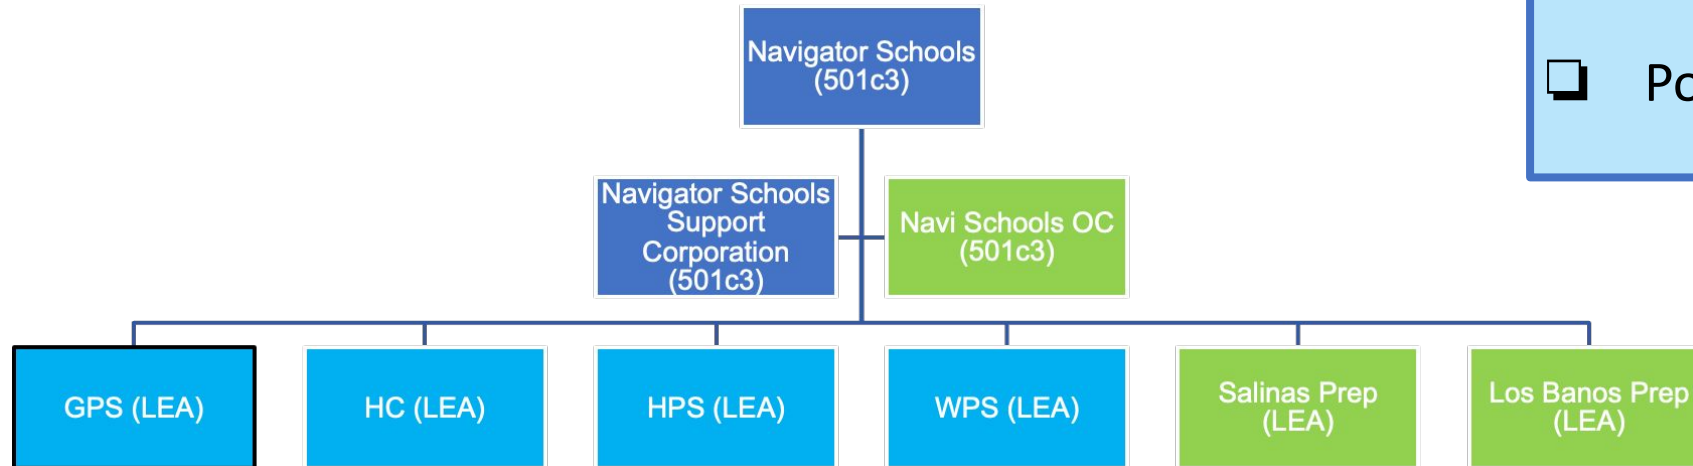 Navigator Schools
(501c3)
❑ Po
Navigator Schools
Support
Corporation
(501c3)
Navi Schools OC
(501c3)
GPS (LEA)
HC (LEA)
HPS (LEA)
WPS (LEA)
Salinas Prep
(LEA)
Los Banos Prep
(LEA)